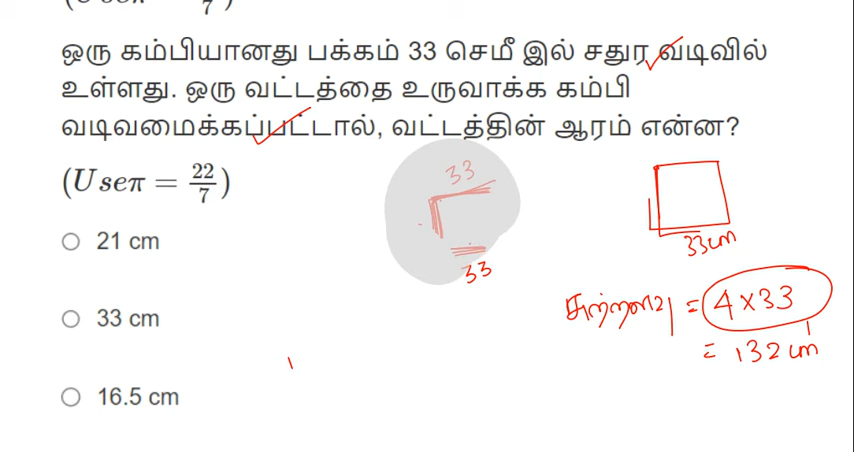 ஒரு கம்பியானது பக்கம் 33 செமீ இல் சதுர வடிவில்
உள்ளது. ஒரு வட்டத்தை உருவாக்க கம்பி
வடிவமைக்கப்பட்டால், வட்டத்தின் ஆரம் என்ன?
(Useπ = 22/7)
21 cm
33 cm
16.5 cm
33
33
33cm
சுற்றளவு = 4×33
= 132 cm